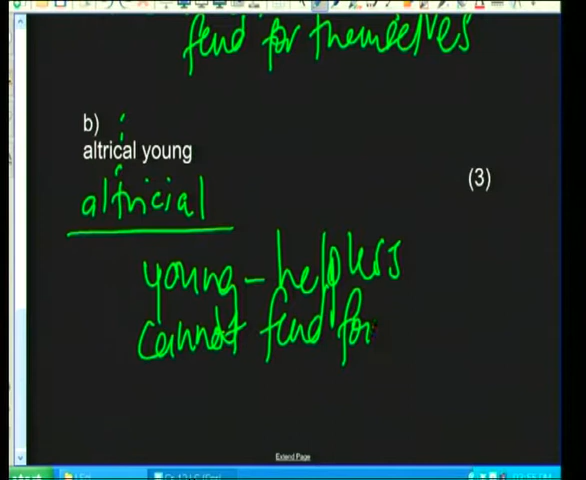 fend for themselves
b)
altrical young
(3)
altricial
young - helpless
cannot fend for
Extend Page